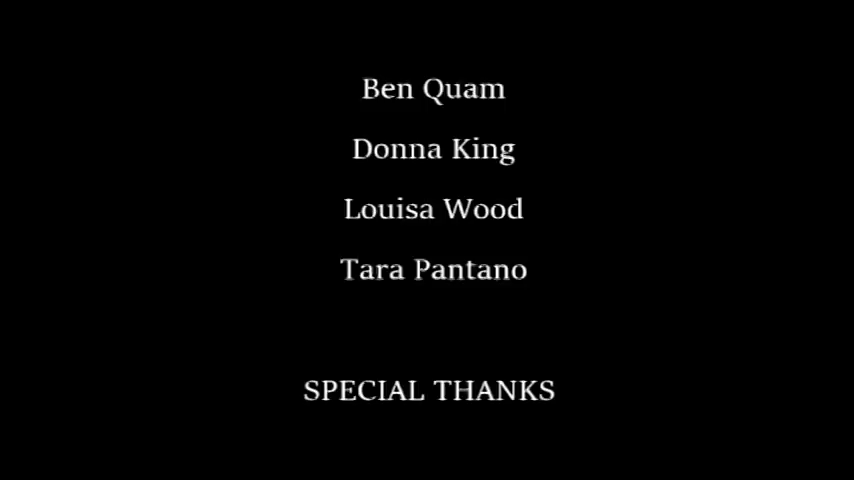 Ben Quam
Donna King
Louisa Wood
Tara Pantano
SPECIAL THANKS